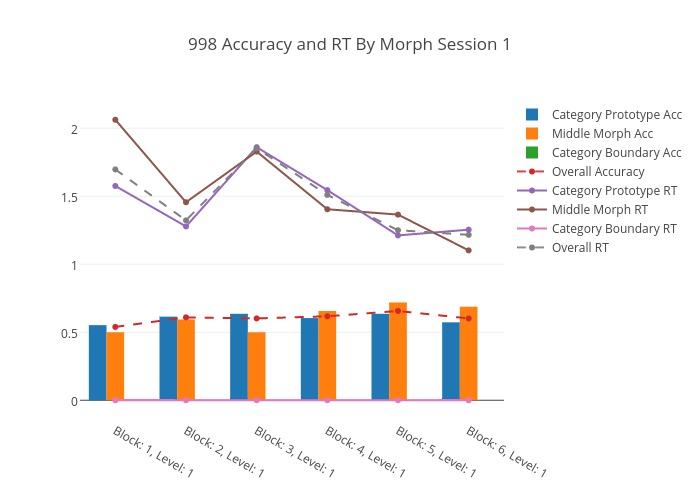 998 Accuracy and RT By Morph Session 1
Category Prototype Acc
Middle Morph Acc
Category Boundary Acc
Overall Accuracy
Category Prototype RT
Middle Morph RT
Category Boundary RT
Overall RT
2
1.5
1
0.5
0
Block: 1, Level: 1
Block: 2, Level: 1
Block: 3, Level: 1
Block: 4, Level: 1
Block: 5, Level: 1
Block: 6, Level: 1